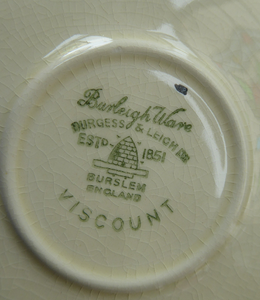 Burleigh Ware
BURGESS & LEIGH LTD
ESTD 1851
BURSLEM
ENGLAND
VISCOUNT